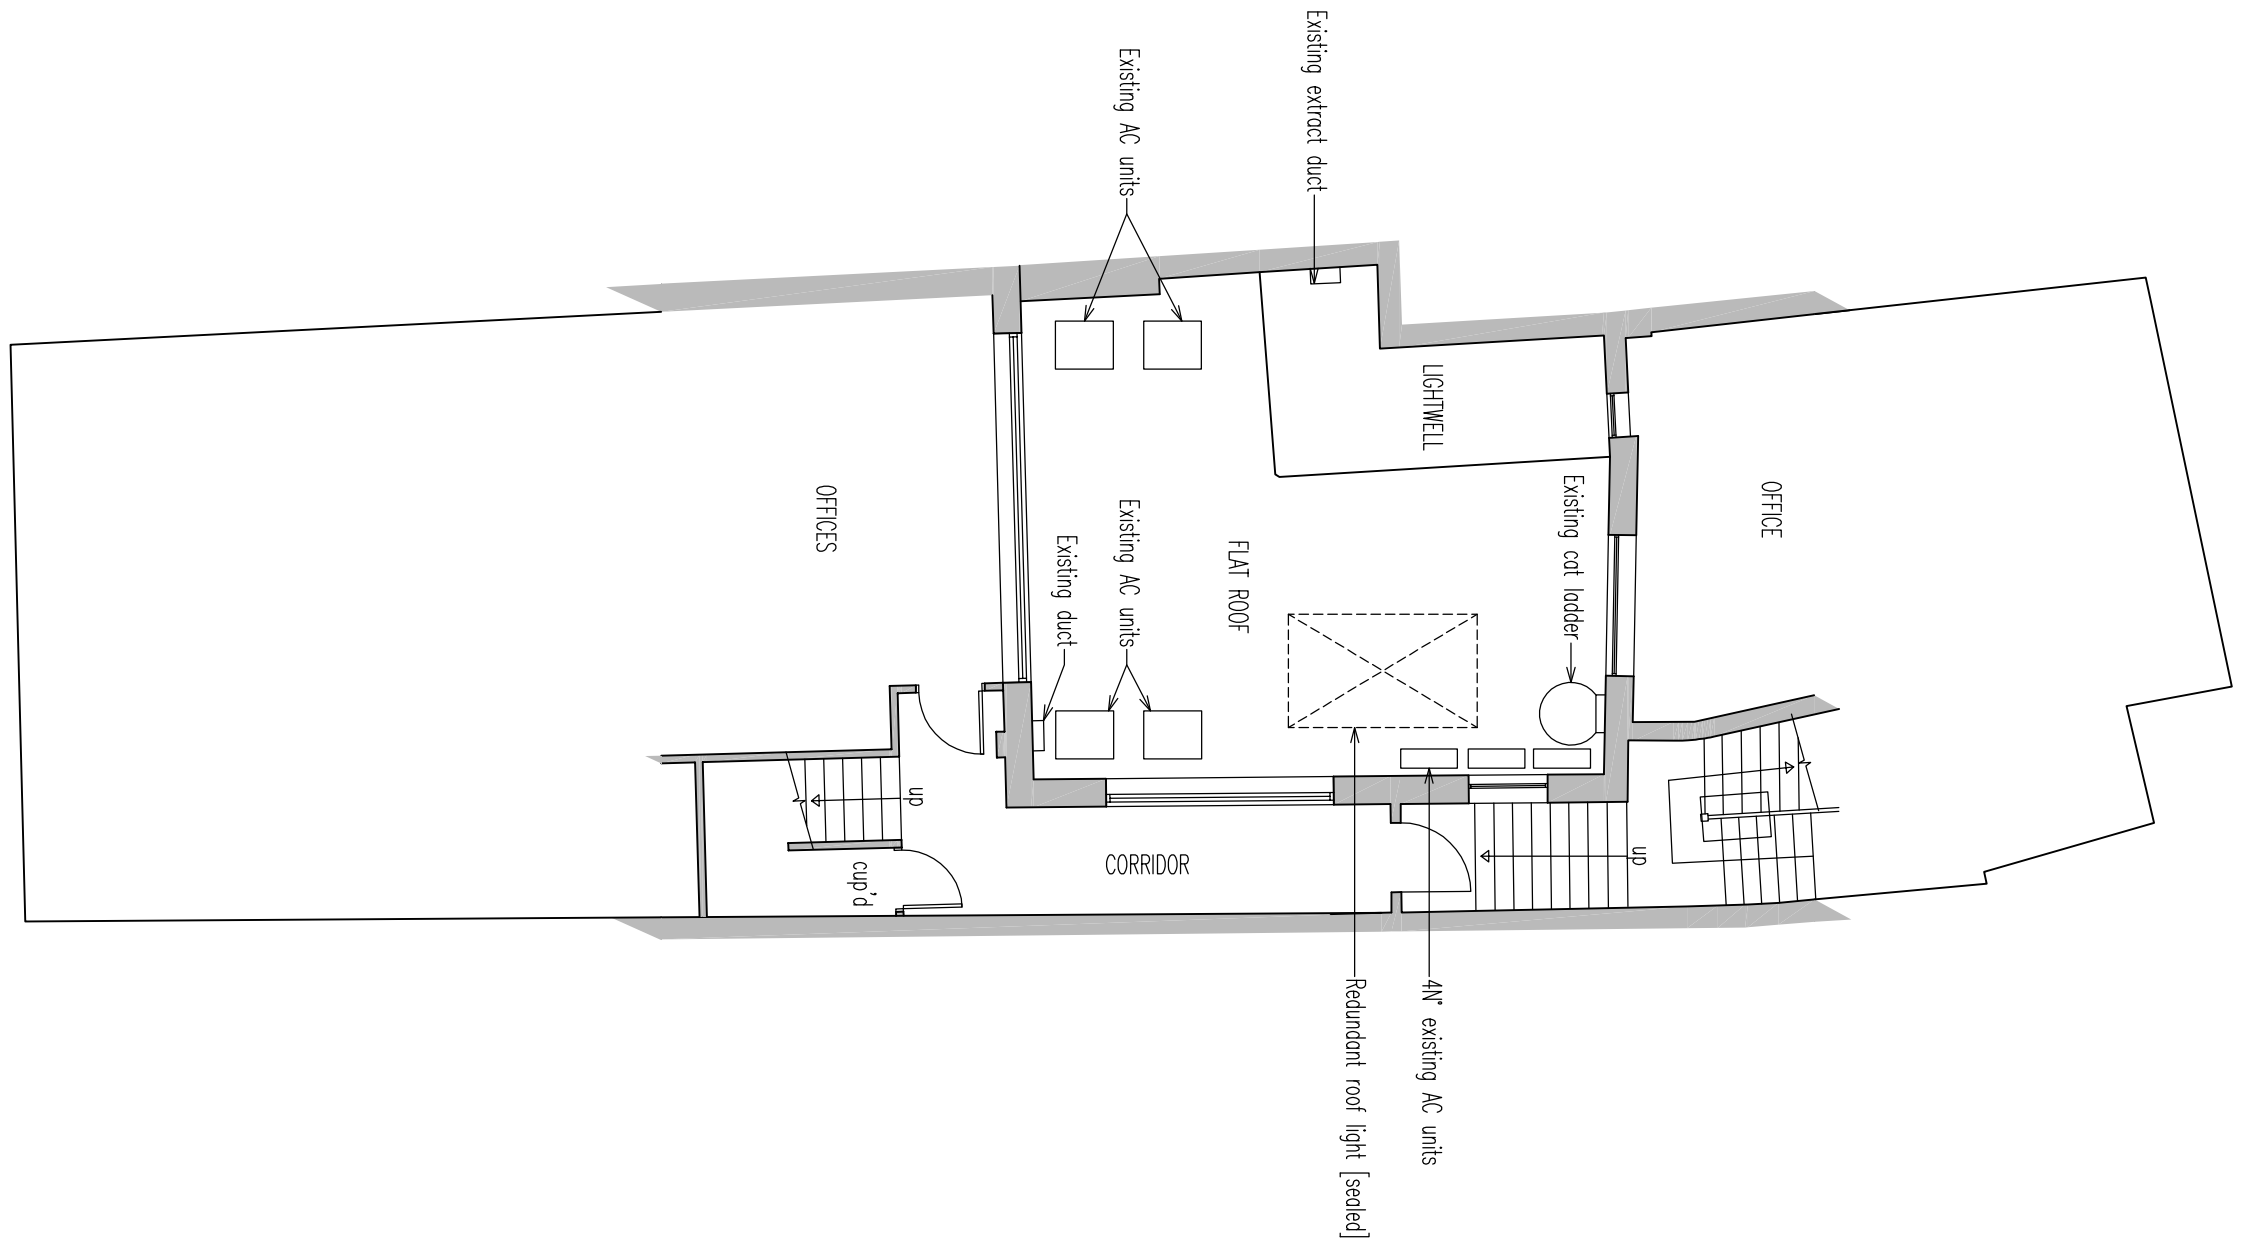 Existing extract duct
Existing AC units
LIGHTWELL
Existing cat ladder
OFFICE
OFFICES
Existing AC units
Existing duct
FLAT ROOF
up
cup'd
CORRIDOR
up
4N° existing AC units
Redundant roof light [sealed]